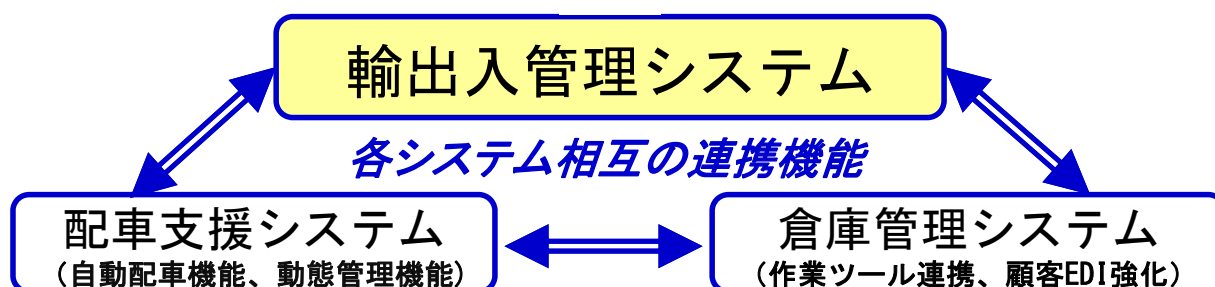 輸出入管理システム
各システム相互の連携機能
配車支援システム
（自動配車機能、動態管理機能）
倉庫管理システム
（作業ツール連携、顧客EDI強化）